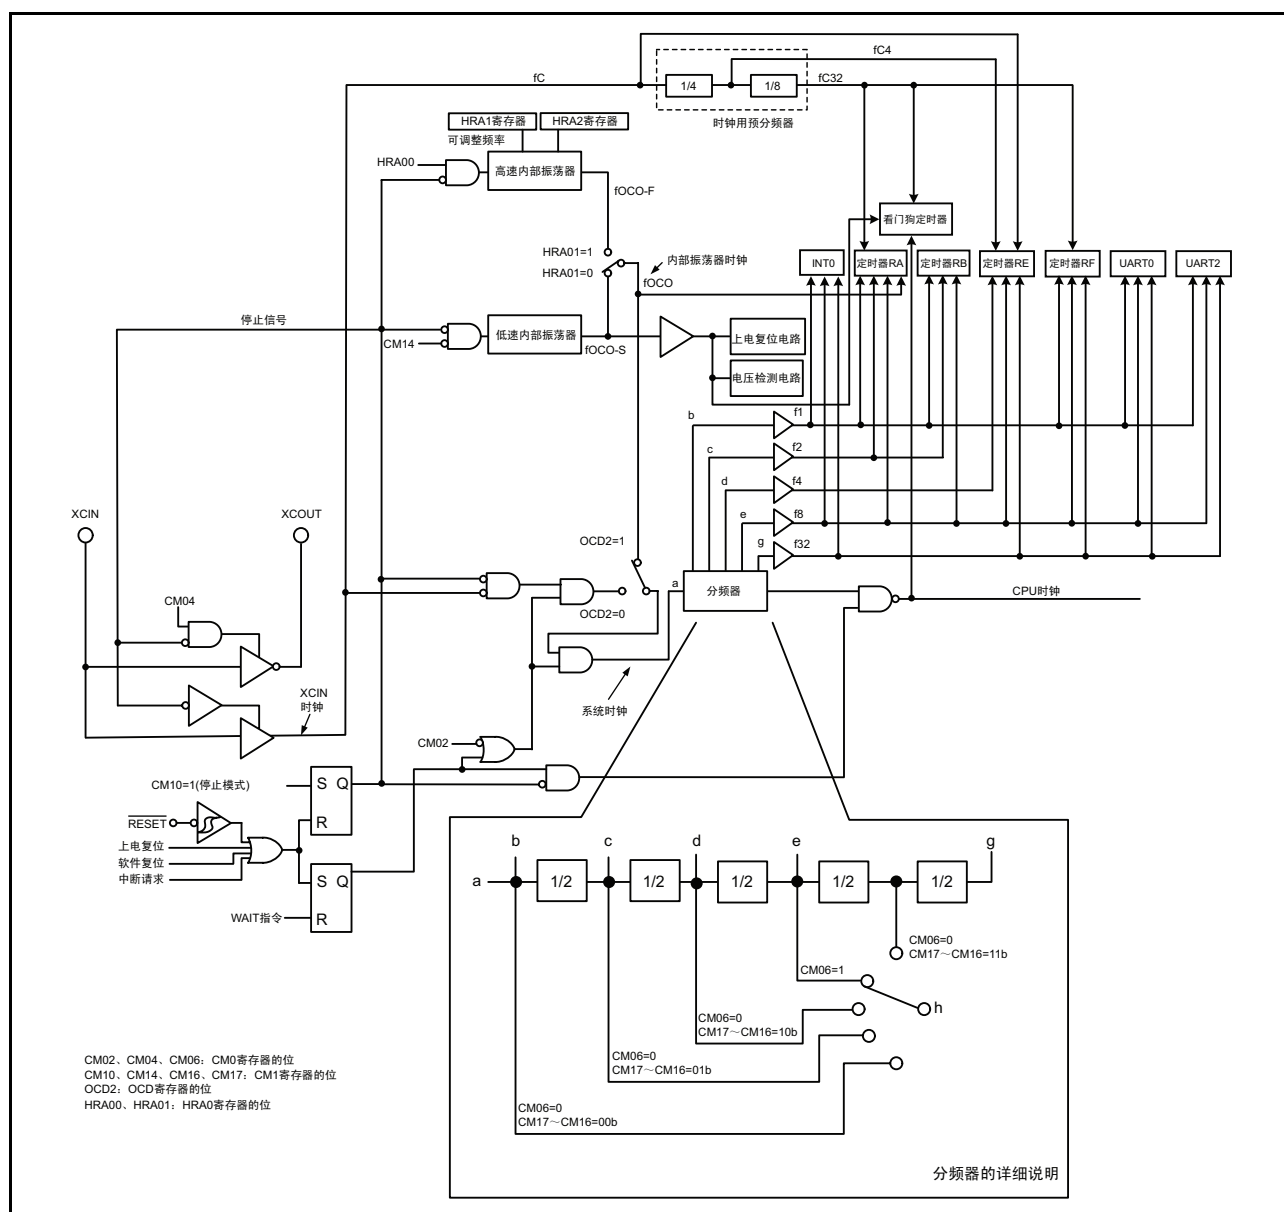 fC4
fC
1/4
1/8
fC32
时钟用预分频器
HRA1寄存器
HRA2寄存器
可调整频率
HRA00
高速内部振荡器
fOCO-F
看门狗定时器
HRA01=1
HRA01=0
内部振荡器时钟
fOCO
INT0
定时器RA
定时器RB
定时器RE
定时器RF
UART0
UART2
停止信号
CM14
低速内部振荡器
fOCO-S
上电复位电路
电压检测电路
b
f1
c
f2
d
f4
e
f8
g
f32
XCIN
XCOUT
OCD2=1
a
分频器
OCD2=0
CPU时钟
CM04
XCIN
时钟
系统时钟
CM02
CM10=1(停止模式)
S
Q
R
RESET
上电复位
软件复位
中断请求
S
Q
R
WAIT指令
b
c
d
e
g
a
1/2
1/2
1/2
1/2
1/2
CM06=0
CM17～CM16=11b
CM06=1
h
CM06=0
CM17～CM16=10b
CM06=0
CM17～CM16=01b
CM06=0
CM17～CM16=00b
分频器的详细说明
CM02、CM04、CM06：CM0寄存器的位
CM10、CM14、CM16、CM17：CM1寄存器的位
OCD2：OCD寄存器的位
HRA00、HRA01：HRA0寄存器的位